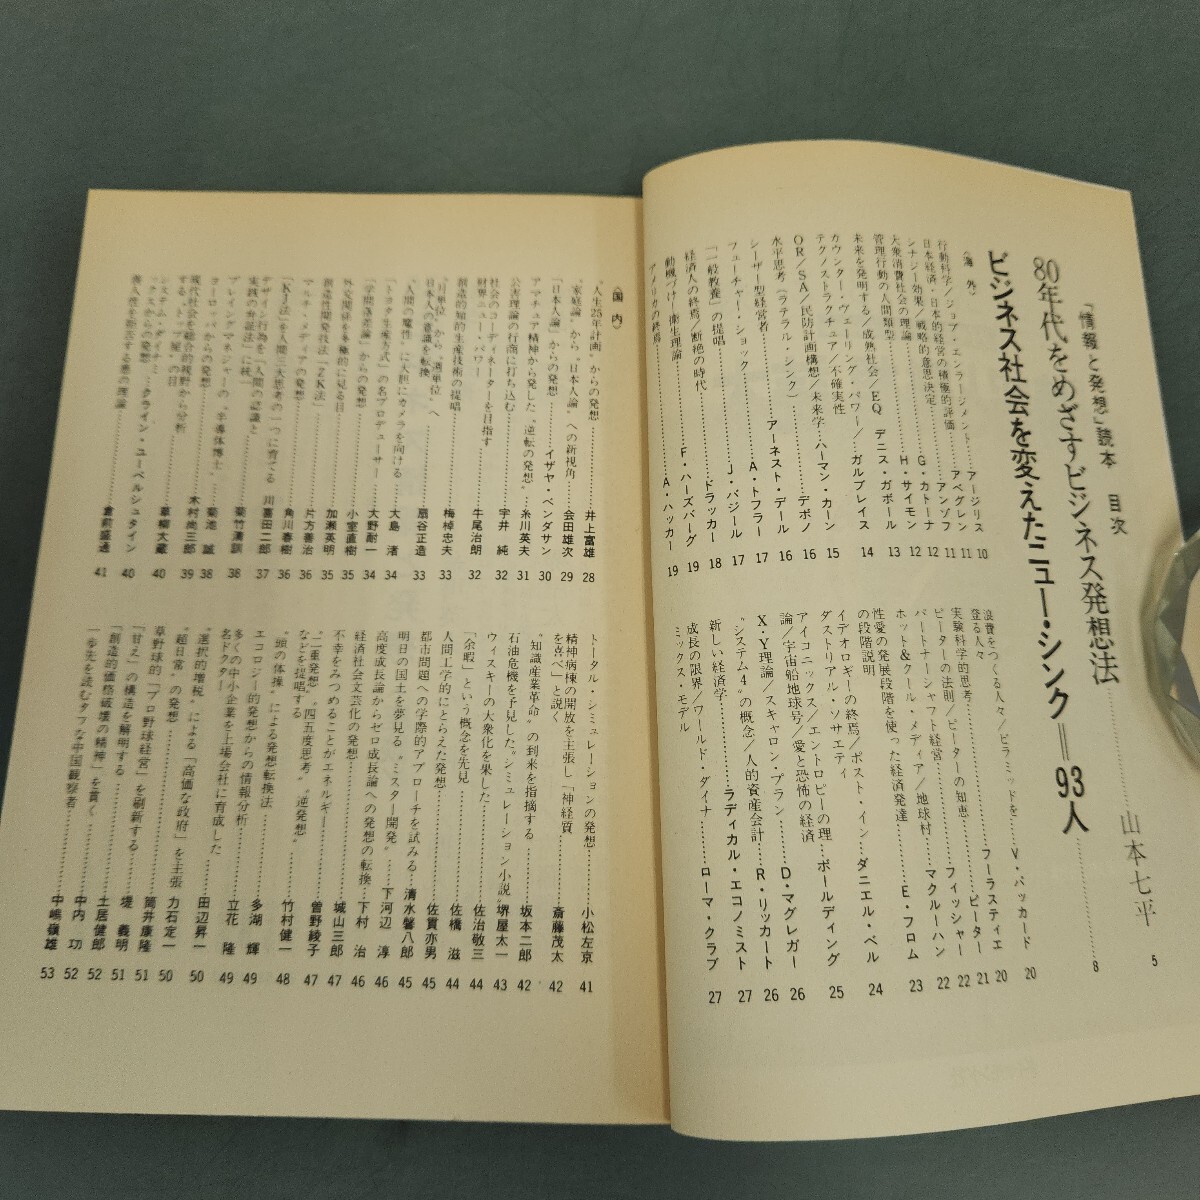 「情報と発想」読本 目次
80年代をめざすビジネス発想法……山本七平 5
ビジネス社会を変えたニュー・シンク＝93人…… 8
〈海外〉
行動科学／ジョブ・エンラージメント…アージリス 10
日本経済・日本的経営の積極的評価……アベグレン 11
シナジー効果／戦略的意思決定……アンゾフ 11
大衆消費社会の理論……G・カトーナ 12
管理行動の人間類型……H・サイモン 12
未来を発明する／成熟社会／EQ デニス・ガボール 13
カウンター・ヴェーリング・パワー／
テクノストラクチュア／不確実性 ガルブレイス 14
OR／SA／民防計画構想／未来学…ハーマン・カーン 15
水平思考（ラテラル・シンク）……デボノ 16
シーザー型経営者……アーネスト・デール 16
フューチャー・ショック……A・トフラー 17
「一般教養」の提唱……J・バジール 17
経済人の終焉／断絶の時代……ドラッカー 18
動機づけ・衛生理論……F・ハーズバーグ 19
アメリカの終焉……A・ハッカー 19
浪費をつくる人々／ピラミッドを
登る人々……V・パッカード 20
実験科学的思考……フーラスティエ 20
ピーターの法則／ピーターの知恵……ピーター 21
パートナーシャフト経営……フィッシャー 22
ホット＆クール・メディア／地球村……マクルーハン 22
性愛の発展段階を使った経済発達
の段階説明……E・フロム 23
イデオロギーの終焉／ポスト・イン
ダストリアル・ソサエティ…ダニエル・ベル 24
アイコニックス／エントロピーの理
論／宇宙船地球号／愛と恐怖の経済…ボールディング 25
X・Y理論／スキャロン・プラン……D・マグレガー 26
“システム4”の概念／人的資産会計……R・リッカート 26
新しい経済学……ラディカル・エコノミスト 27
成長の限界／ワールド・ダイナ
ミックス・モデル……ローマ・クラブ 27
〈国内〉
“人生25年計画”からの発想……井上富雄 28
“家庭論”から“日本人論”への新視角……会田雄次 29
「日本人論」からの発想……イザヤ・ベンダサン 30
アマチュア精神から発した“逆転の発想”…糸川英夫 31
公害理論の行商に打ち込む……宇井 純 32
社会のコーディネーターを目指す
財界ニュー・パワー……牛尾治朗 32
創造的知的生産技術の提唱……梅棹忠夫 33
“月単位”から“週単位”へ
日本人の意識を転換……扇谷正造 33
“人間の魔性”に大胆にカメラを向ける……大島 渚 34
“トヨタ生産方式”の名プロデューサー……大野耐一 34
「学問落差論」からの発想……小室直樹 35
外交関係を多極的に見る目……加瀬英明 35
創造性開発技法「ZK法」……片方善治 36
マルチ・メディアの発想……角川春樹 36
「KJ法」を“人間三大思考の一つ”に育てる…川喜田二郎 37
デザイン行為を「人間の認識と
実践の弁証法」に統一……菊竹清訓 38
プレイング・マネジャーの“半導体博士”……菊池 誠 38
ヨーロッパからの発想……木村尚三郎 39
現代社会を総合的視野から分析
する“トップ屋”の目……草柳大蔵 40
システム・ダイナミ
ックスからの発想…クライン・ユーベルシュタイン 40
善人性を断罪する悪の理論……倉前盛通 41
トータル・シミュレーションの発想……小松左京 41
精神病棟の開放を主張し「神経質
を喜べ」と説く……斎藤茂太 42
“知識産業革命”の到来を指摘する……坂本二郎 42
石油危機を予見した“シミュレーション小説”…堺屋太一 43
ウィスキーの大衆化を果した……佐治敬三 44
「余暇」という概念を先見……佐橋 滋 44
人間工学的にとらえた発想……佐貫亦男 45
都市問題への学際的アプローチを試みる…清水馨八郎 45
明日の国土を夢見る“ミスター開発”……下河辺 淳 46
高度成長論からゼロ成長論への発想の転換…下村 治 46
経済社会文芸化の発想……城山三郎 47
不幸をみつめることがエネルギー……曽野綾子 47
“二重発想”“四五度思考”“逆発想”
などを提唱する……竹村健一 48
“頭の体操”による発想転換法……多湖 輝 49
エコロジー的発想からの情報分析……立花 隆 49
多くの中小企業を上場会社に育成した
名ドクター……田辺昇一 50
“選択的増税”による「高価な政府」を主張…力石定一 50
“超日常”の発想……筒井康隆 51
草野球的“プロ野球経営”を刷新する……堤 義明 51
「甘え」の構造を解明する……土居健郎 52
「創造的価格破壊の精神」を貫く……中内 功 52
一歩先を読むタフな中国観察者……中嶋嶺雄 53